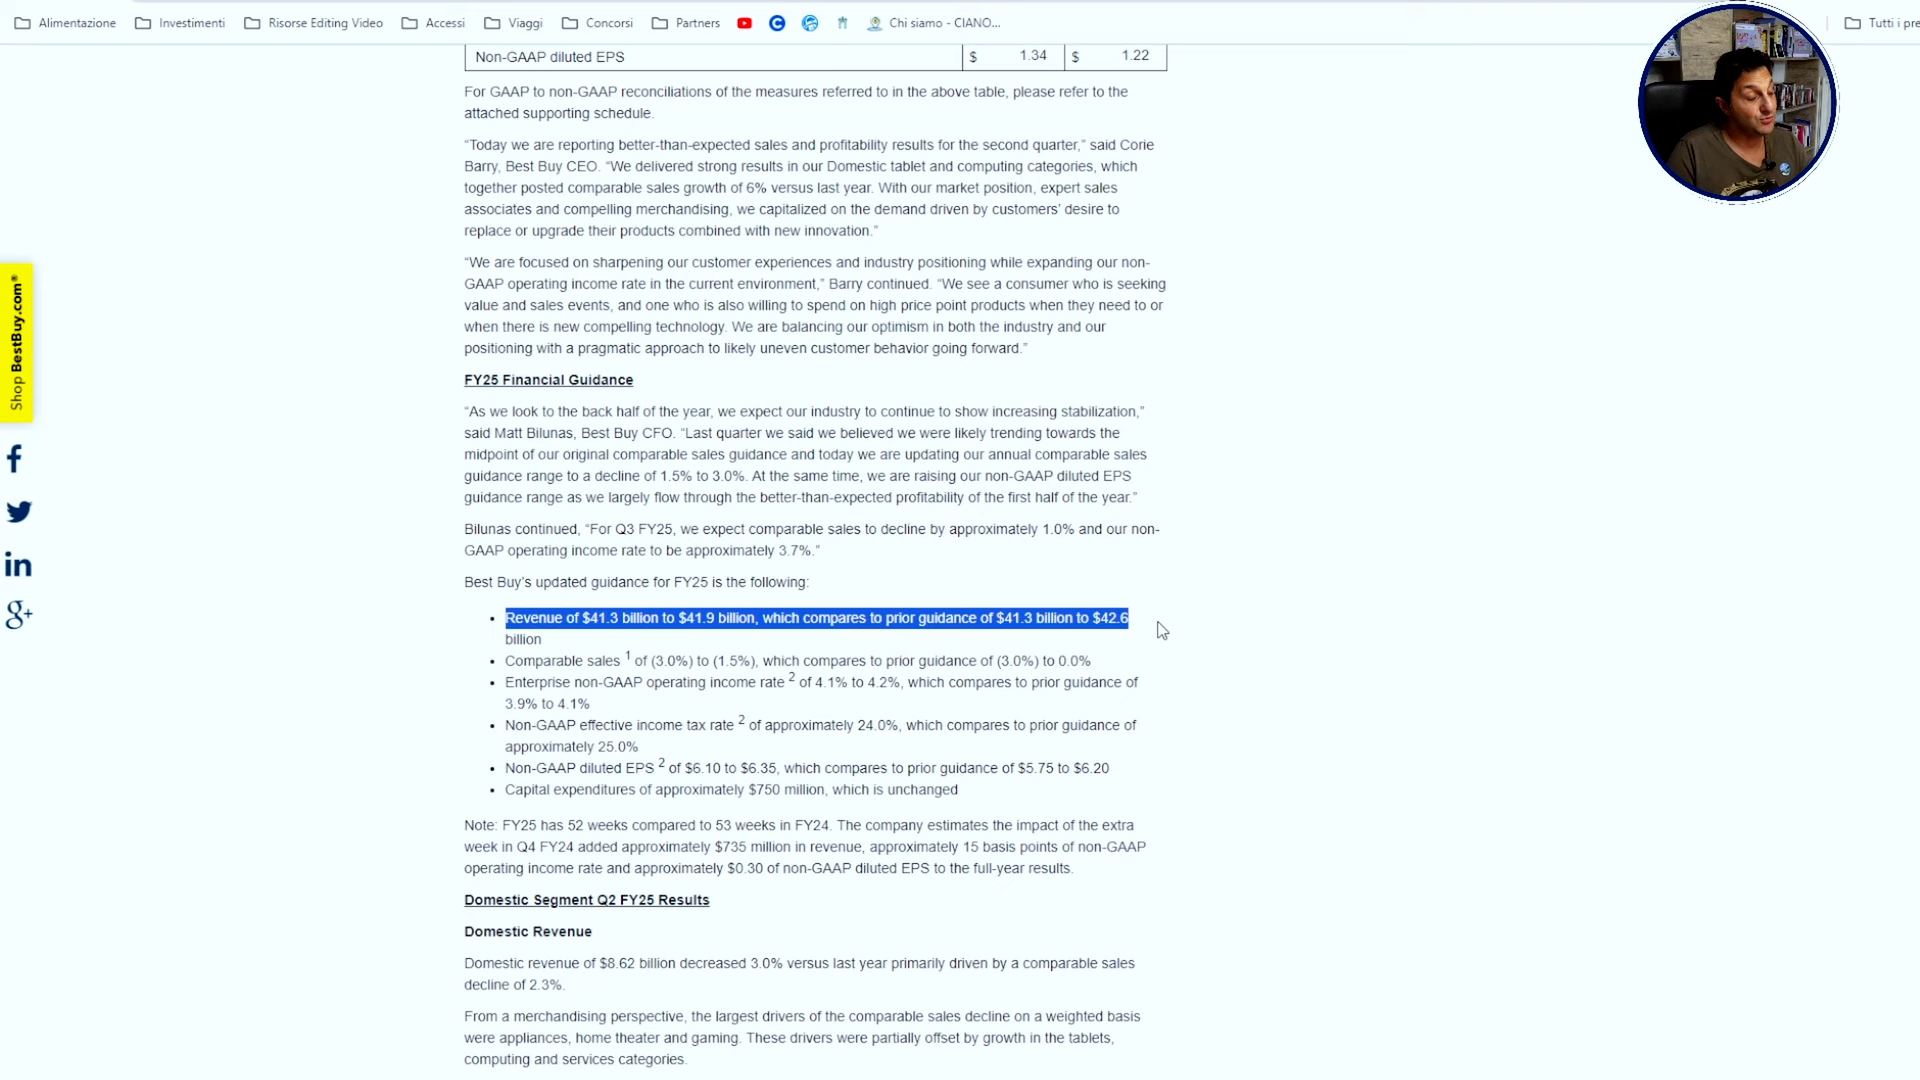 Alimentazione Investimenti Risorse Editing Video Accessi Viaggi Concorsi Partners Chi siamo - CIANO... Tutti i pre
Non-GAAP diluted EPS $ 1.34 $ 1.22
For GAAP to non-GAAP reconciliations of the measures referred to in the above table, please refer to the
attached supporting schedule.
“Today we are reporting better-than-expected sales and profitability results for the second quarter,” said Corie
Barry, Best Buy CEO. “We delivered strong results in our Domestic tablet and computing categories, which
together posted comparable sales growth of 6% versus last year. With our market position, expert sales
associates and compelling merchandising, we capitalized on the demand driven by customers’ desire to
replace or upgrade their products combined with new innovation.”
“We are focused on sharpening our customer experiences and industry positioning while expanding our non-
GAAP operating income rate in the current environment,” Barry continued. “We see a consumer who is seeking
value and sales events, and one who is also willing to spend on high price point products when they need to or
when there is new compelling technology. We are balancing our optimism in both the industry and our
positioning with a pragmatic approach to likely uneven customer behavior going forward.”
Shop BestBuy.com®
FY25 Financial Guidance
“As we look to the back half of the year, we expect our industry to continue to show increasing stabilization,”
said Matt Bilunas, Best Buy CFO. “Last quarter we said we believed we were likely trending towards the
midpoint of our original comparable sales guidance and today we are updating our annual comparable sales
guidance range to a decline of 1.5% to 3.0%. At the same time, we are raising our non-GAAP diluted EPS
guidance range as we largely flow through the better-than-expected profitability of the first half of the year.”
Bilunas continued, “For Q3 FY25, we expect comparable sales to decline by approximately 1.0% and our non-
GAAP operating income rate to be approximately 3.7%.”
Best Buy’s updated guidance for FY25 is the following:
• Revenue of $41.3 billion to $41.9 billion, which compares to prior guidance of $41.3 billion to $42.6
billion
• Comparable sales 1 of (3.0%) to (1.5%), which compares to prior guidance of (3.0%) to 0.0%
• Enterprise non-GAAP operating income rate 2 of 4.1% to 4.2%, which compares to prior guidance of
3.9% to 4.1%
• Non-GAAP effective income tax rate 2 of approximately 24.0%, which compares to prior guidance of
approximately 25.0%
• Non-GAAP diluted EPS 2 of $6.10 to $6.35, which compares to prior guidance of $5.75 to $6.20
• Capital expenditures of approximately $750 million, which is unchanged
Note: FY25 has 52 weeks compared to 53 weeks in FY24. The company estimates the impact of the extra
week in Q4 FY24 added approximately $735 million in revenue, approximately 15 basis points of non-GAAP
operating income rate and approximately $0.30 of non-GAAP diluted EPS to the full-year results.
Domestic Segment Q2 FY25 Results
Domestic Revenue
Domestic revenue of $8.62 billion decreased 3.0% versus last year primarily driven by a comparable sales
decline of 2.3%.
From a merchandising perspective, the largest drivers of the comparable sales decline on a weighted basis
were appliances, home theater and gaming. These drivers were partially offset by growth in the tablets,
computing and services categories.